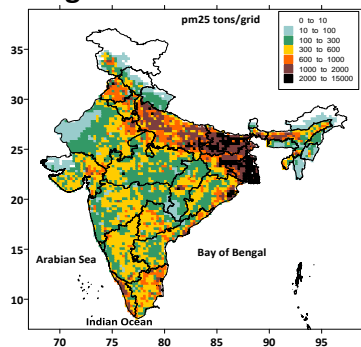 pm25 tons/grid
0 to 10
10 to 100
100 to 300
300 to 600
600 to 1000
1000 to 2000
2000 to 15000
35
30
25
20
15
10
Arabian Sea
Bay of Bengal
Indian Ocean
70 75 80 85 90 95